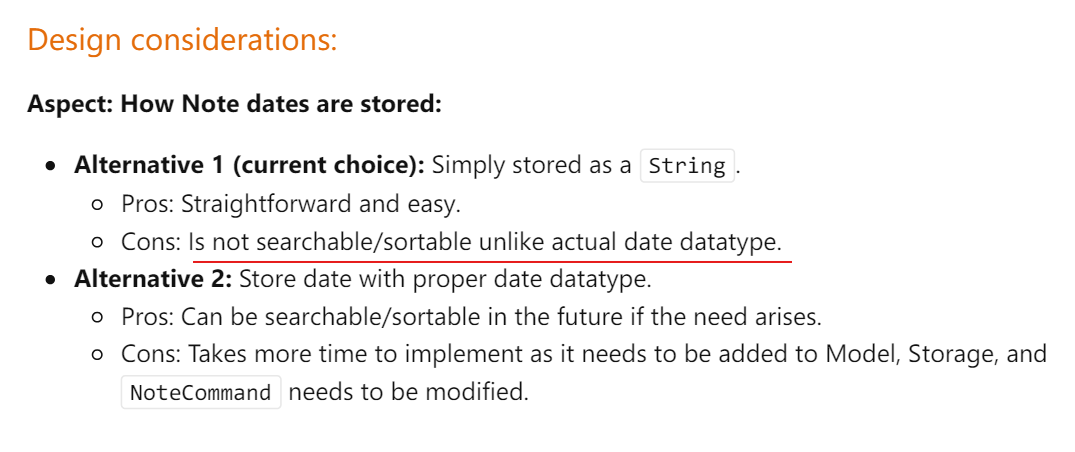 Design considerations:
Aspect: How Note dates are stored:
Alternative 1 (current choice): Simply stored as a String.
Pros: Straightforward and easy.
Cons: Is not searchable/sortable unlike actual date datatype.
Alternative 2: Store date with proper date datatype.
Pros: Can be searchable/sortable in the future if the need arises.
Cons: Takes more time to implement as it needs to be added to Model, Storage, and
NoteCommand needs to be modified.